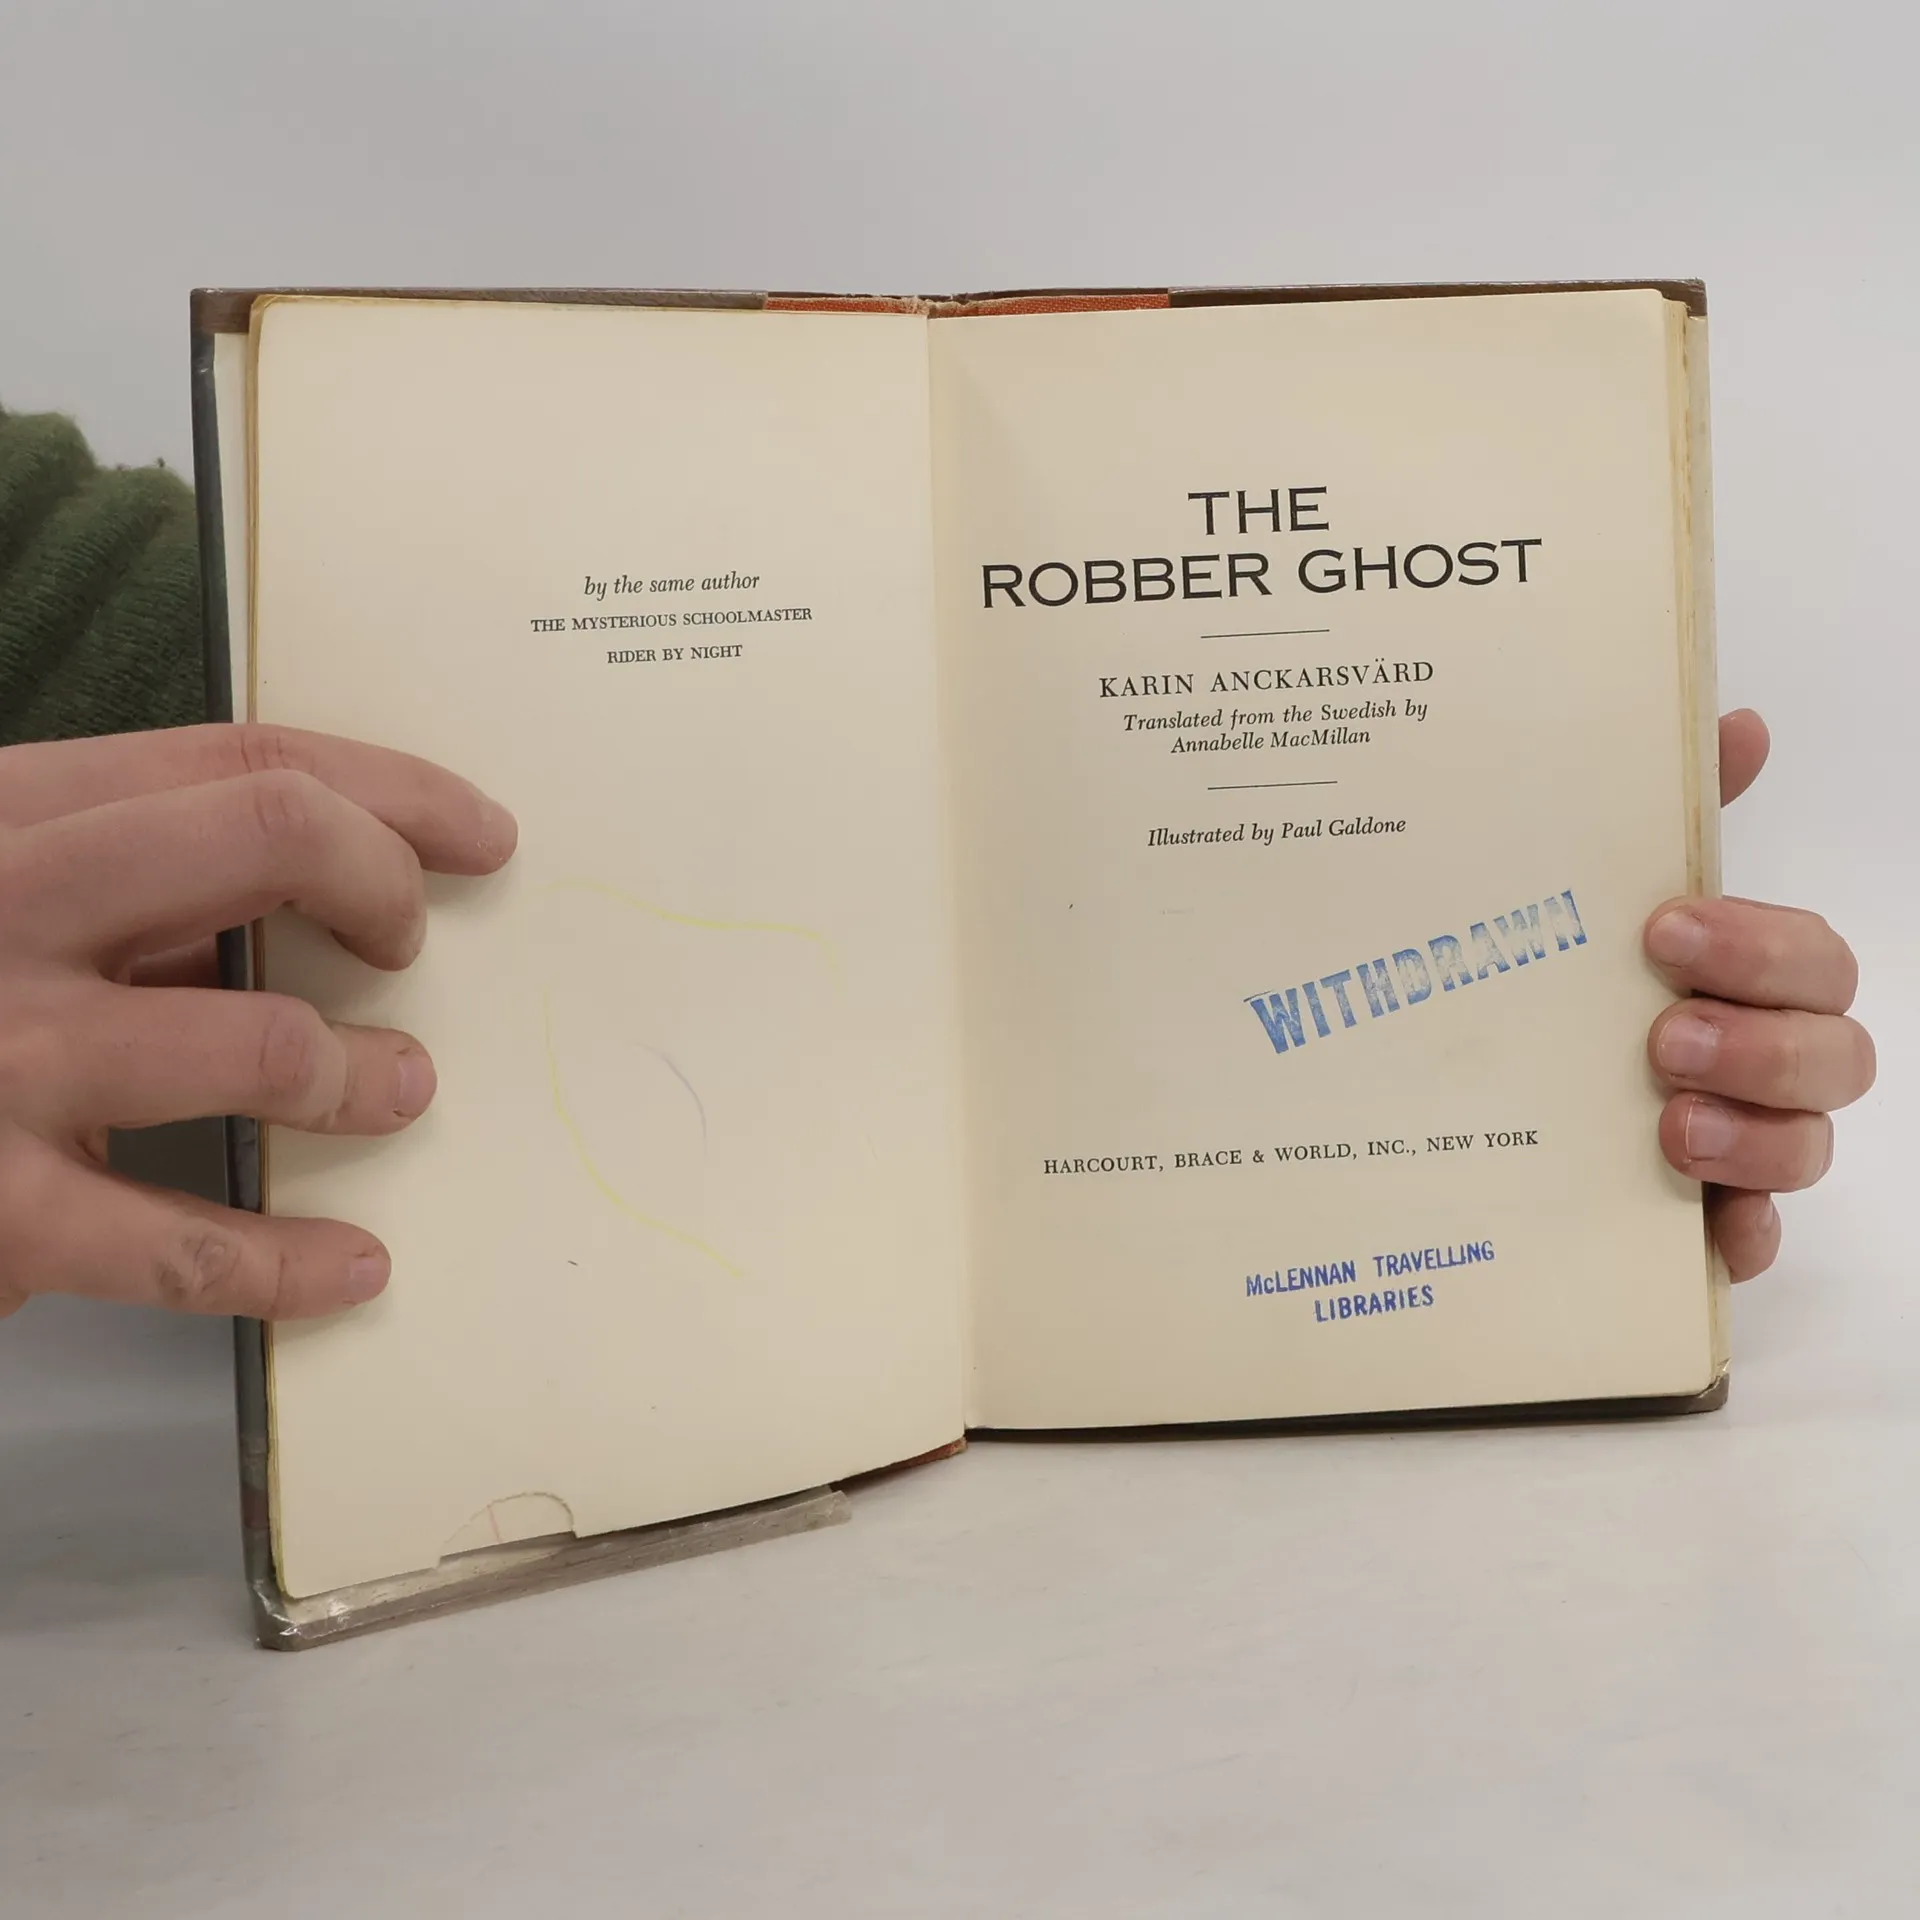 by the same author
THE MYSTERIOUS SCHOOLMASTER
RIDER BY NIGHT
THE
ROBBER GHOST
KARIN ANCKARSVÄRD
Translated from the Swedish by
Annabelle MacMillan
Illustrated by Paul Galdone
WITHDRAWN
HARCOURT, BRACE & WORLD, INC., NEW YORK
McLENNAN TRAVELLING
LIBRARIES